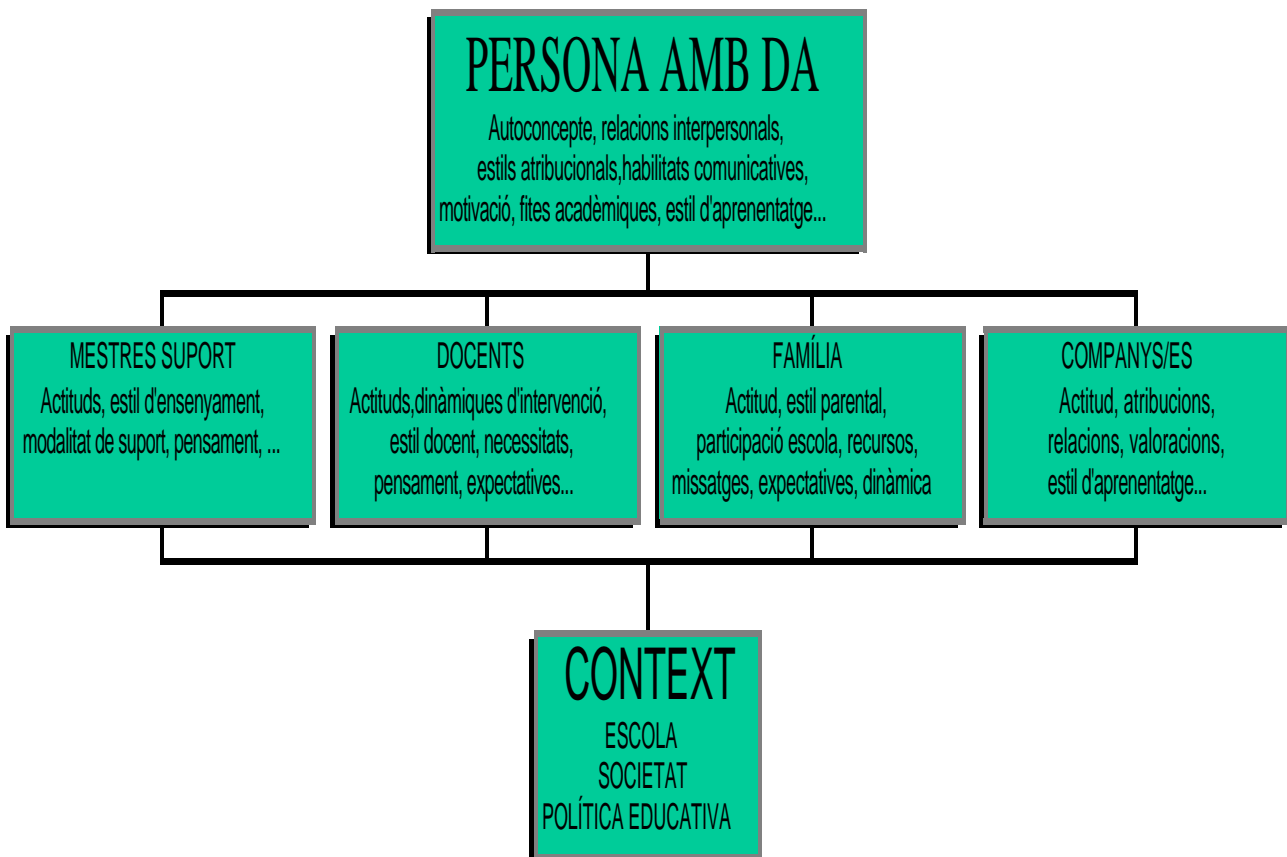 PERSONA AMB DA
Autoconcepte, relacions interpersonals,
estils atribucionals,habilitats comunicatives,
motivació, fites acadèmiques, estil d'aprenentatge...
MESTRES SUPORT
Actituds, estil d'ensenyament,
modalitat de suport, pensament, ...
DOCENTS
Actituds,dinàmiques d'intervenció,
estil docent, necessitats,
pensament, expectatives...
FAMÍLIA
Actitud, estil parental,
participació escola, recursos,
missatges, expectatives, dinàmica
COMPANYS/ES
Actitud, atribucions,
relacions, valoracions,
estil d'aprenentatge...
CONTEXT
ESCOLA
SOCIETAT
POLÍTICA EDUCATIVA